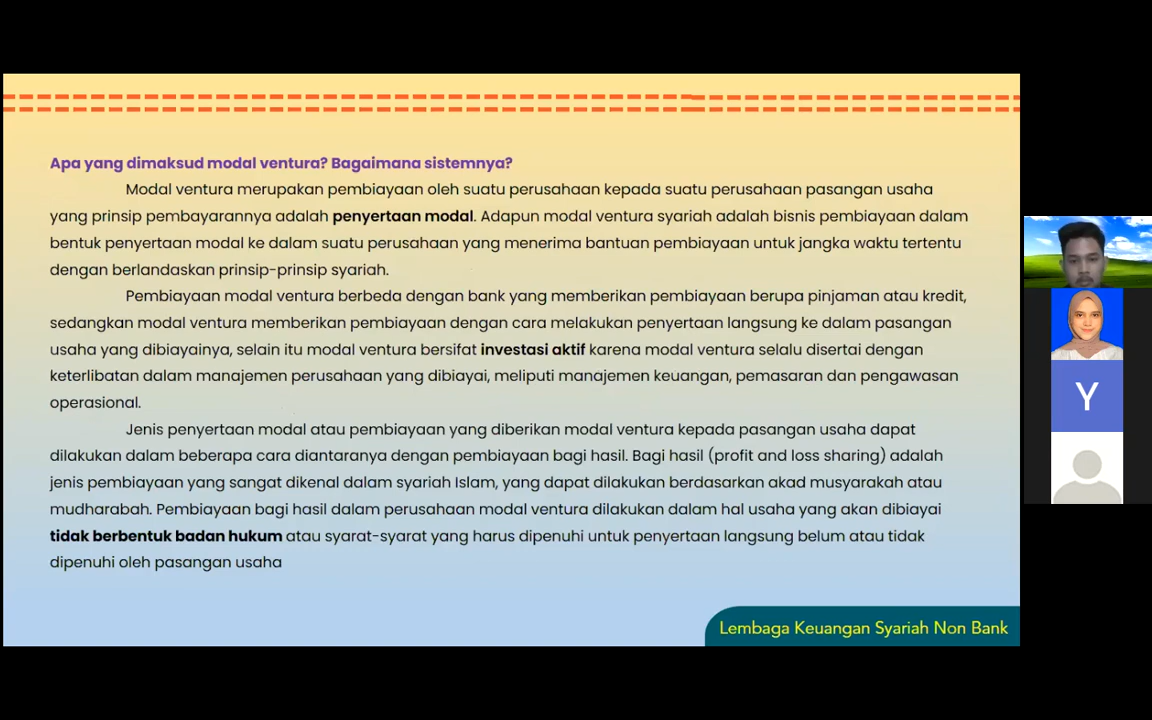 Apa yang dimaksud modal ventura? Bagaimana sistemnya?
Modal ventura merupakan pembiayaan oleh suatu perusahaan kepada suatu perusahaan pasangan usaha
yang prinsip pembayarannya adalah penyertaan modal. Adapun modal ventura syariah adalah bisnis pembiayaan dalam
bentuk penyertaan modal ke dalam suatu perusahaan yang menerima bantuan pembiayaan untuk jangka waktu tertentu
dengan berlandaskan prinsip-prinsip syariah.
Pembiayaan modal ventura berbeda dengan bank yang memberikan pembiayaan berupa pinjaman atau kredit,
sedangkan modal ventura memberikan pembiayaan dengan cara melakukan penyertaan langsung ke dalam pasangan
usaha yang dibiayainya, selain itu modal ventura bersifat investasi aktif karena modal ventura selalu disertai dengan
keterlibatan dalam manajemen perusahaan yang dibiayai, meliputi manajemen keuangan, pemasaran dan pengawasan
operasional.
Jenis penyertaan modal atau pembiayaan yang diberikan modal ventura kepada pasangan usaha dapat
dilakukan dalam beberapa cara diantaranya dengan pembiayaan bagi hasil. Bagi hasil (profit and loss sharing) adalah
jenis pembiayaan yang sangat dikenal dalam syariah Islam, yang dapat dilakukan berdasarkan akad musyarakah atau
mudharabah. Pembiayaan bagi hasil dalam perusahaan modal ventura dilakukan dalam hal usaha yang akan dibiayai
tidak berbentuk badan hukum atau syarat-syarat yang harus dipenuhi untuk penyertaan langsung belum atau tidak
dipenuhi oleh pasangan usaha
Lembaga Keuangan Syariah Non Bank
Y